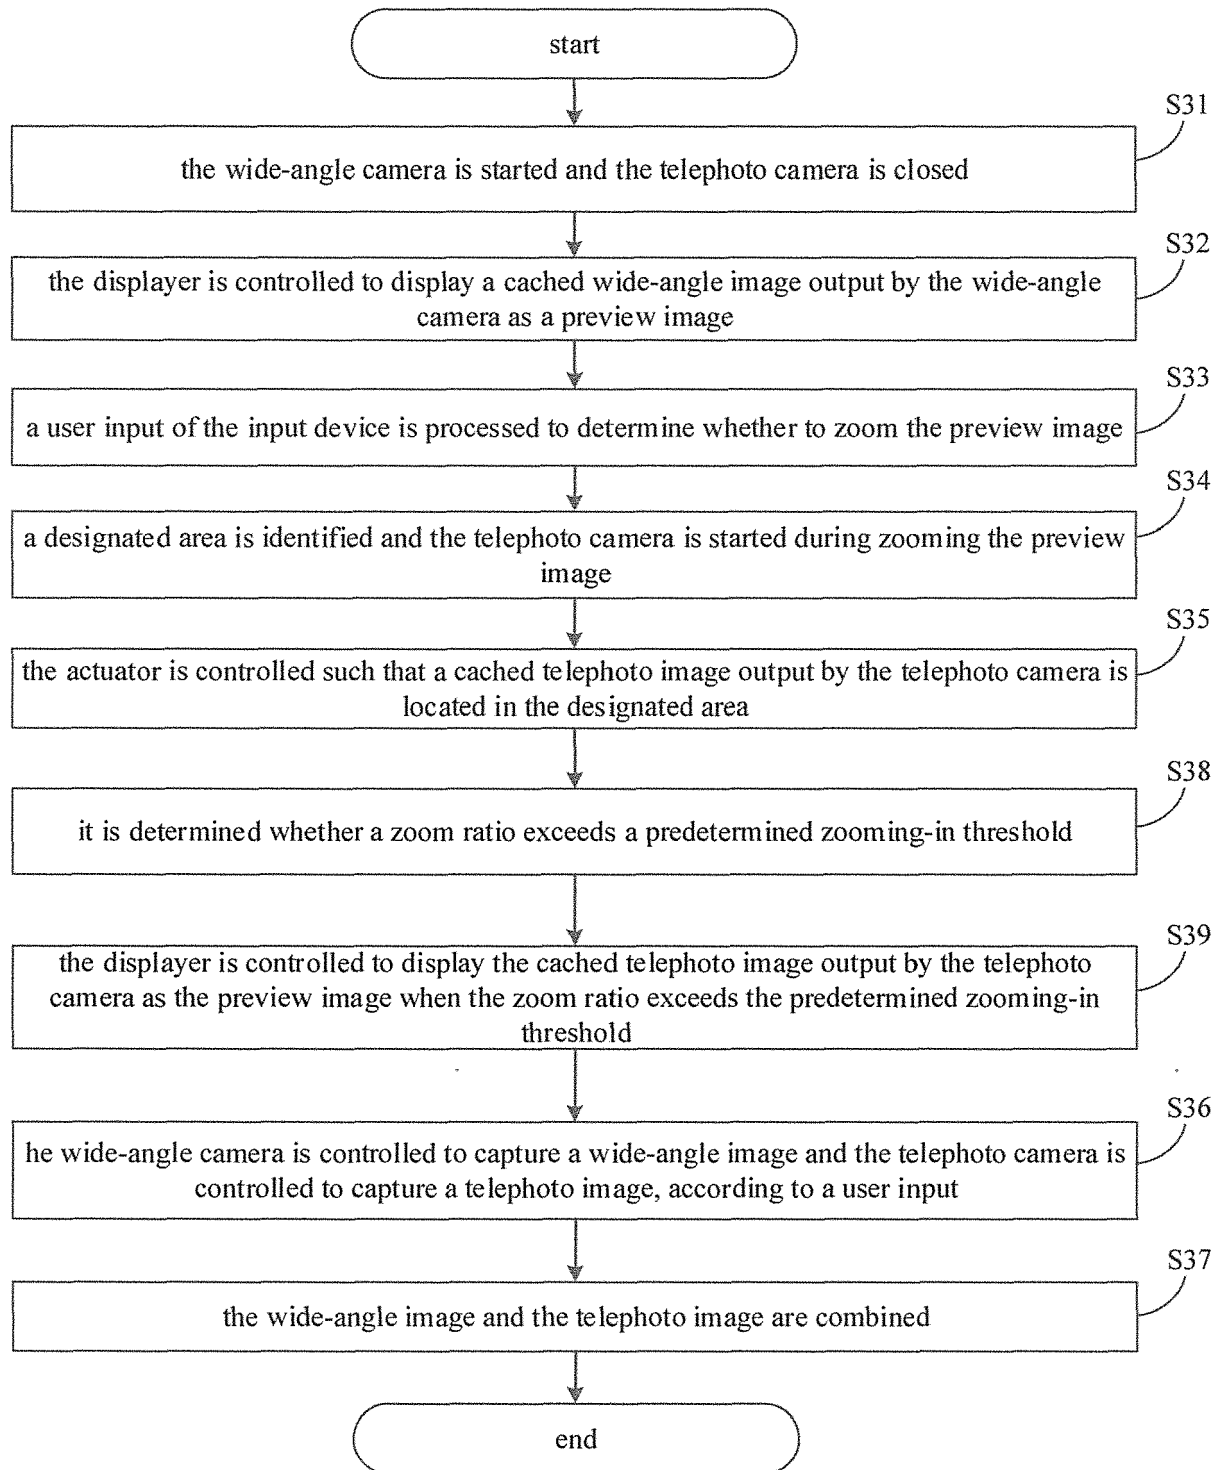 start
S31
the wide-angle camera is started and the telephoto camera is closed
S32
the displayer is controlled to display a cached wide-angle image output by the wide-angle
camera as a preview image
S33
a user input of the input device is processed to determine whether to zoom the preview image
S34
a designated area is identified and the telephoto camera is started during zooming the preview
image
S35
the actuator is controlled such that a cached telephoto image output by the telephoto camera is
located in the designated area
S38
it is determined whether a zoom ratio exceeds a predetermined zooming-in threshold
S39
the displayer is controlled to display the cached telephoto image output by the telephoto
camera as the preview image when the zoom ratio exceeds the predetermined zooming-in
threshold
S36
he wide-angle camera is controlled to capture a wide-angle image and the telephoto camera is
controlled to capture a telephoto image, according to a user input
S37
the wide-angle image and the telephoto image are combined
end